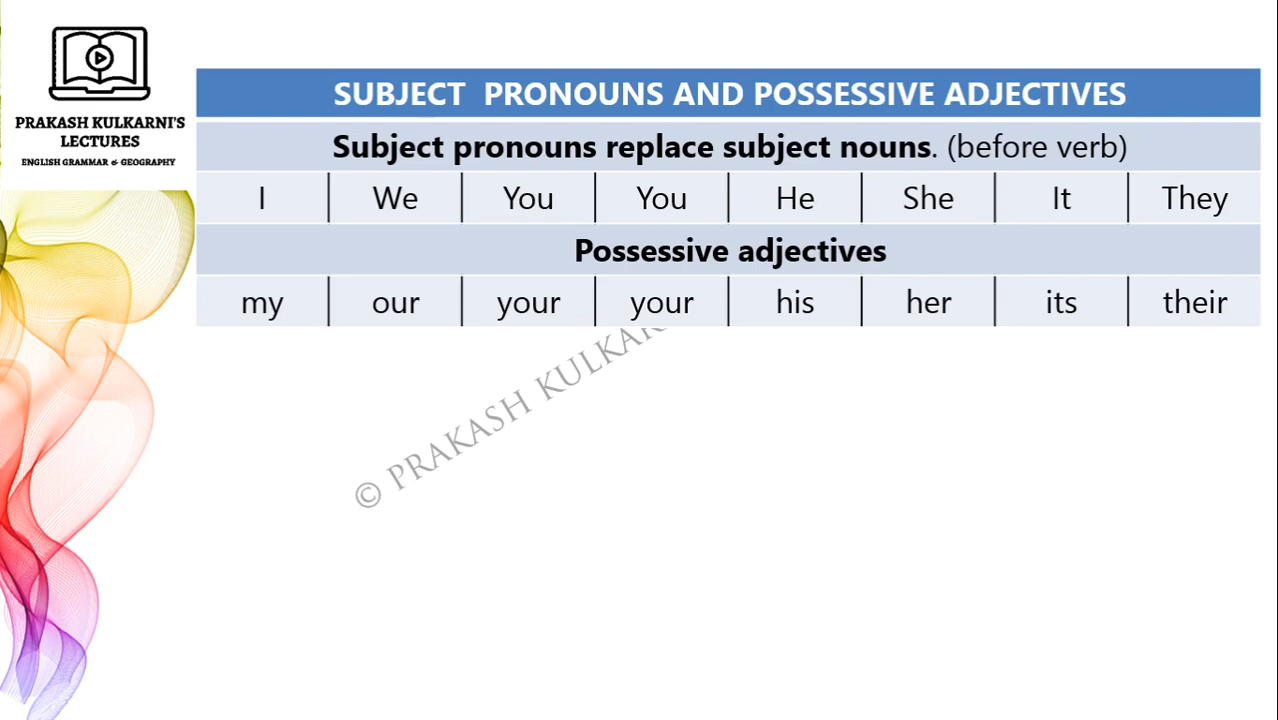 PRAKASH KULKARNI'S
LECTURES
ENGLISH GRAMMAR & GEOGRAPHY
SUBJECT PRONOUNS AND POSSESSIVE ADJECTIVES
Subject pronouns replace subject nouns. (before verb)
I We You You He She It They
Possessive adjectives
my our your your his her its their
© PRAKASH KULKAR